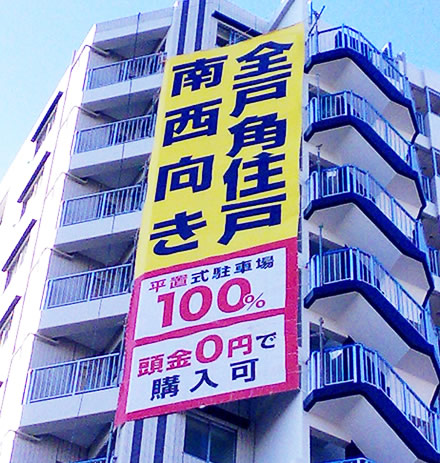 全戸角住戸
南西向き
平置式駐車場
100%
頭金0円で
購入可